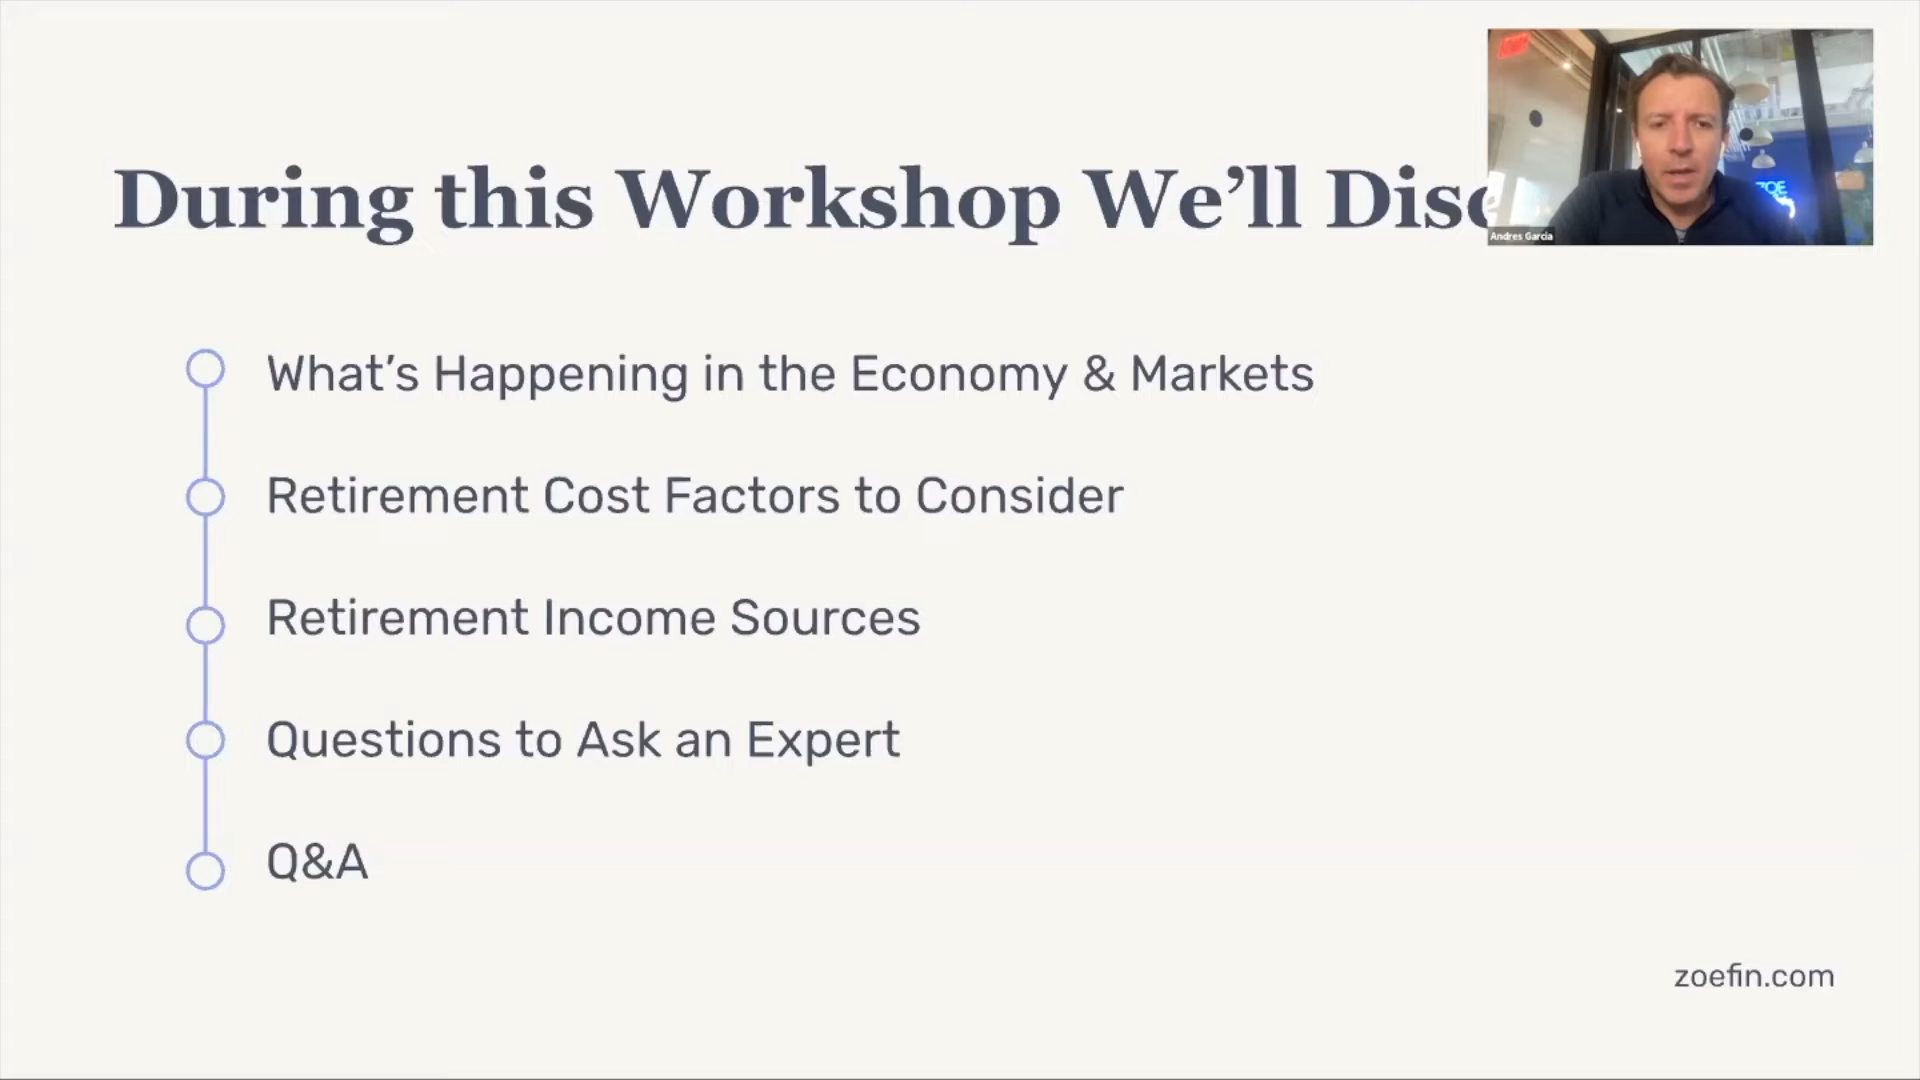 During this Workshop We’ll Disc
What’s Happening in the Economy & Markets
Retirement Cost Factors to Consider
Retirement Income Sources
Questions to Ask an Expert
Q&A
zoefin.com
ZOE
Andres Garcia